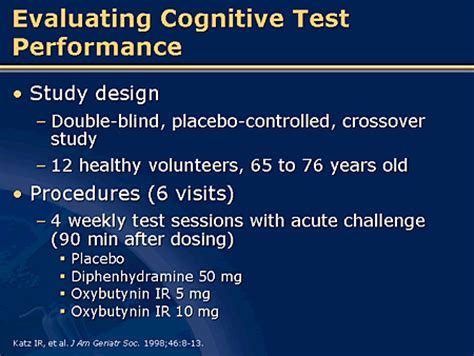 Evaluating Cognitive Test
Performance
• Study design
– Double-blind, placebo-controlled, crossover
study
– 12 healthy volunteers, 65 to 76 years old
• Procedures (6 visits)
– 4 weekly test sessions with acute challenge
(90 min after dosing)
▪ Placebo
▪ Diphenhydramine 50 mg
▪ Oxybutynin IR 5 mg
▪ Oxybutynin IR 10 mg
Katz IR, et al. J Am Geriatr Soc. 1998;46:8-13.